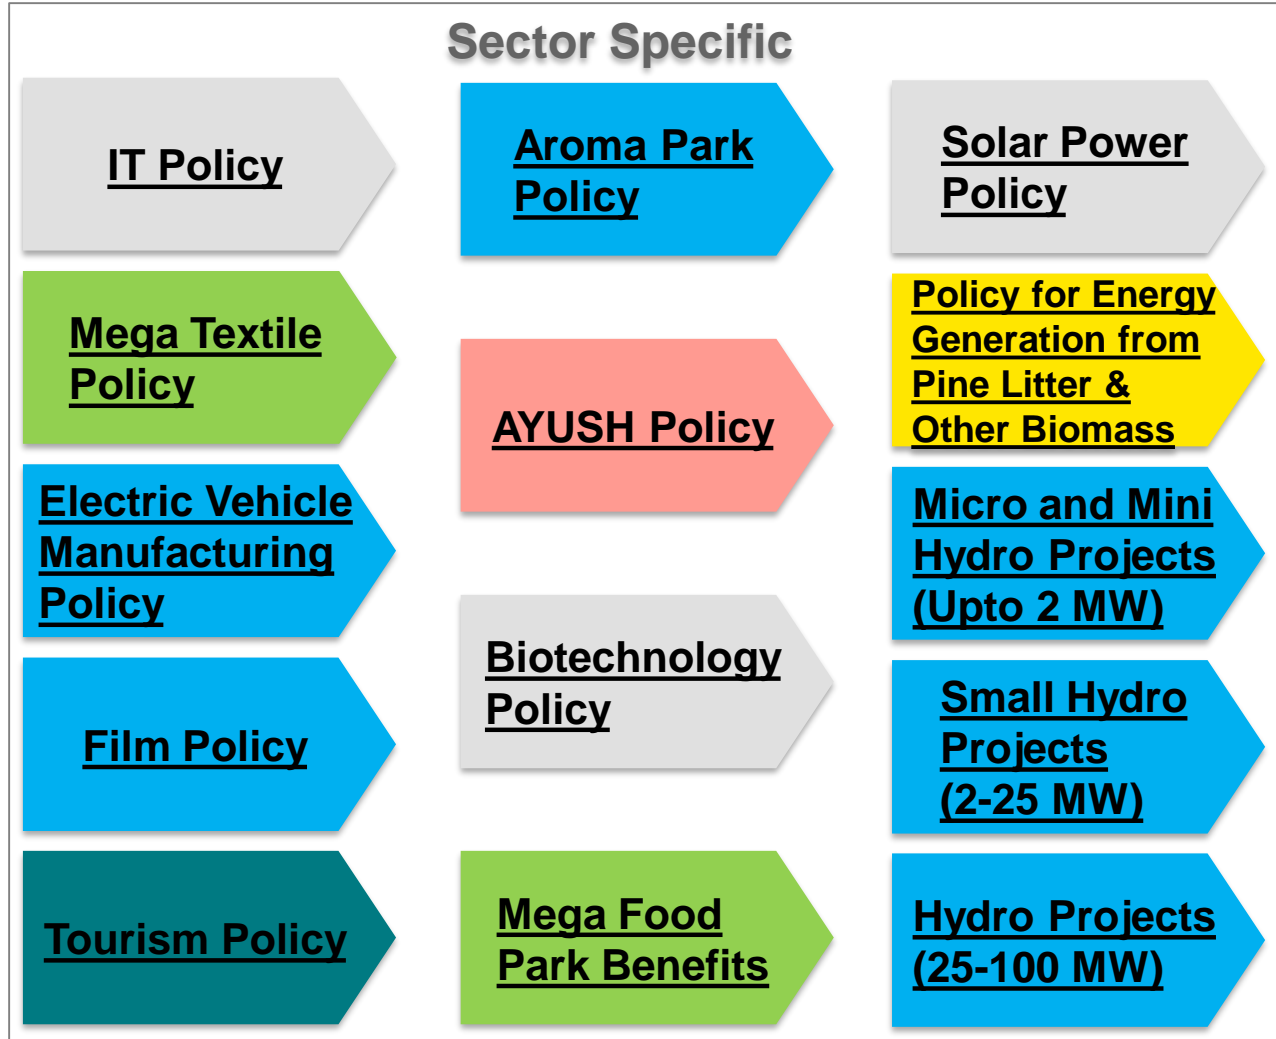 Sector Specific
IT Policy
Mega Textile
Policy
Electric Vehicle
Manufacturing
Policy
Film Policy
Tourism Policy
Aroma Park
Policy
AYUSH Policy
Biotechnology
Policy
Mega Food
Park Benefits
Solar Power
Policy
Policy for Energy
Generation from
Pine Litter &
Other Biomass
Micro and Mini
Hydro Projects
(Upto 2 MW)
Small Hydro
Projects
(2-25 MW)
Hydro Projects
(25-100 MW)